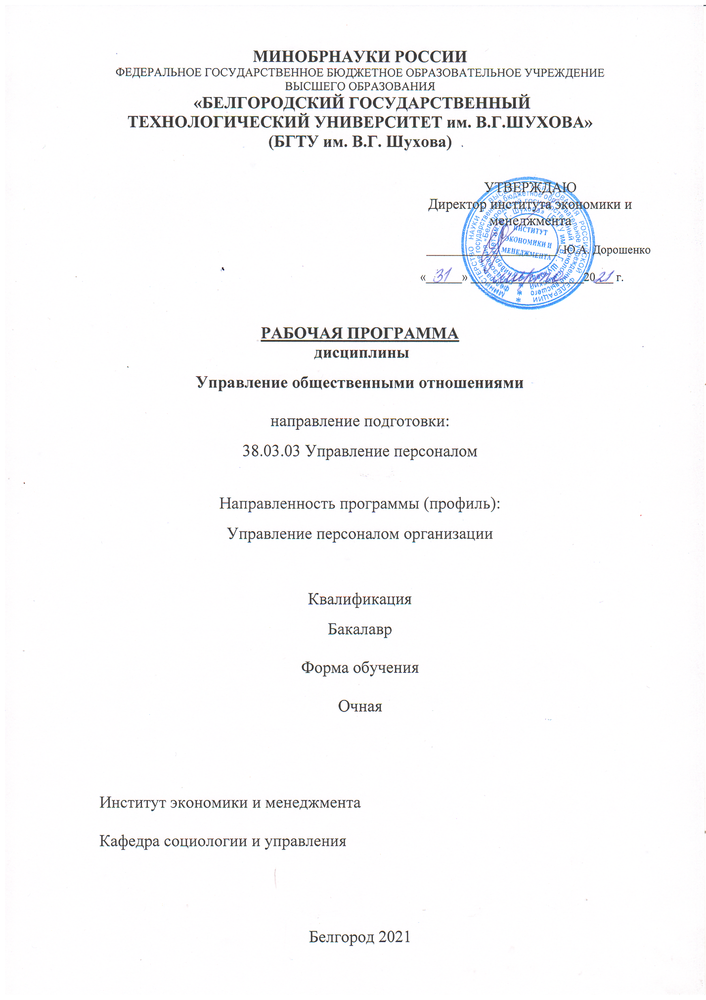 МИНОБРНАУКИ РОССИИ
ФЕДЕРАЛЬНОЕ ГОСУДАРСТВЕННОЕ БЮДЖЕТНОЕ ОБРАЗОВАТЕЛЬНОЕ УЧРЕЖДЕНИЕ
ВЫСШЕГО ОБРАЗОВАНИЯ
«БЕЛГОРОДСКИЙ ГОСУДАРСТВЕННЫЙ
ТЕХНОЛОГИЧЕСКИЙ УНИВЕРСИТЕТ им. В.Г.ШУХОВА»
(БГТУ им. В.Г. Шухова)
УТВЕРЖДАЮ
Директор института экономики и
менеджмента
ИНСТИТУТ
ЭКОНОМИКИ И
МЕНЕДЖМЕНТА
/ Ю.А. Дорошенко
«31» 2021 г.
РАБОЧАЯ ПРОГРАММА
дисциплины
Управление общественными отношениями
направление подготовки:
38.03.03 Управление персоналом
Направленность программы (профиль):
Управление персоналом организации
Квалификация
Бакалавр
Форма обучения
Очная
Институт экономики и менеджмента
Кафедра социологии и управления
Белгород 2021